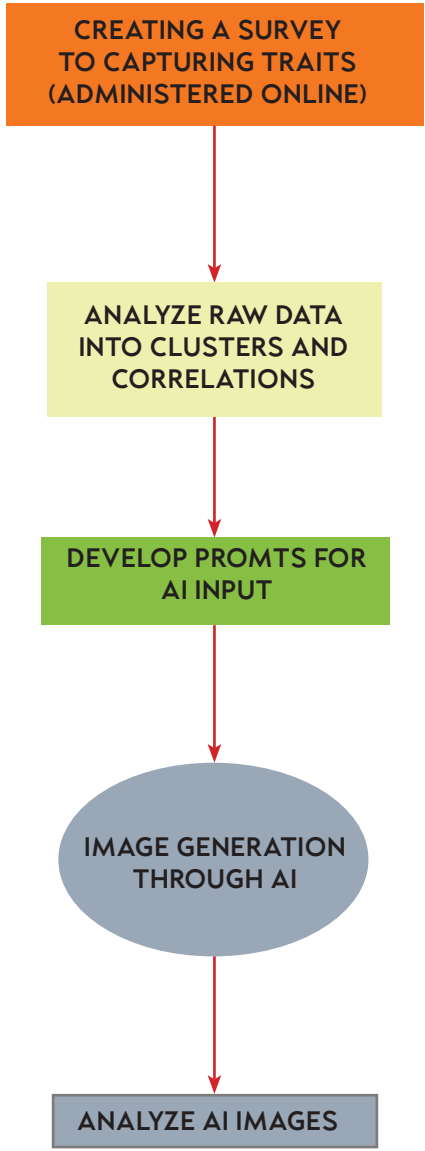 CREATING A SURVEY
TO CAPTURING TRAITS
(ADMINISTERED ONLINE)
ANALYZE RAW DATA
INTO CLUSTERS AND
CORRELATIONS
DEVELOP PROMTS FOR
AI INPUT
IMAGE GENERATION
THROUGH AI
ANALYZE AI IMAGES